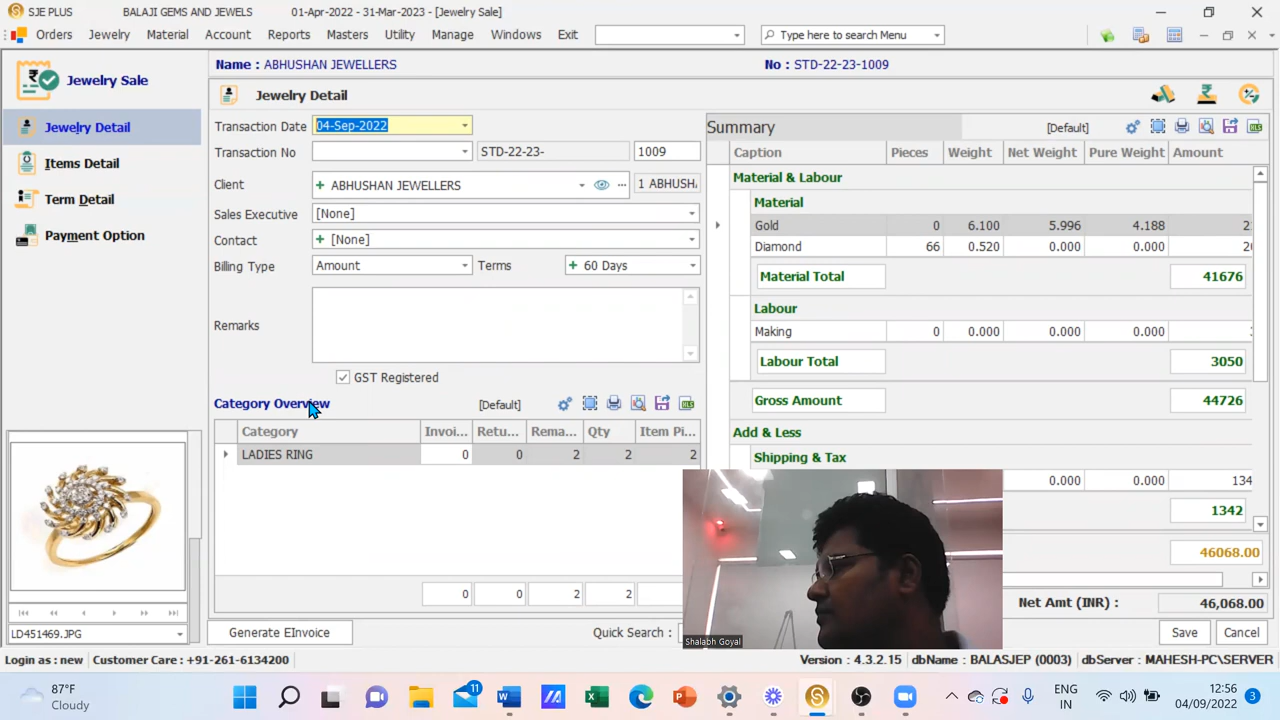 SJE PLUS BALAJI GEMS AND JEWELS 01-Apr-2022 - 31-Mar-2023 - [Jewelry Sale]
Orders Jewelry Material Account Reports Masters Utility Manage Windows Exit Type here to search Menu
Jewelry Sale
Name : ABHUSHAN JEWELLERS No : STD-22-23-1009
Jewelry Detail
Items Detail
Term Detail
Payment Option
LD451469.JPG
Jewelry Detail
Transaction Date 04-Sep-2022
Transaction No STD-22-23- 1009
Client ABHUSHAN JEWELLERS 1 ABHUSH
Sales Executive [None]
Contact [None]
Billing Type Amount Terms 60 Days
Remarks
GST Registered
Category Overview [Default]
Category Invoi... Retu... Rema... Qty Item Pi...
LADIES RING 0 0 2 2 2
0 0 2 2
Generate EInvoice Quick Search :
Summary [Default]
Caption Pieces Weight Net Weight Pure Weight Amount
Material & Labour
Material
Gold 0 6.100 5.996 4.188 2
Diamond 66 0.520 0.000 0.000 20
Material Total 41676
Labour
Making 0 0.000 0.000 0.000
Labour Total 3050
Gross Amount 44726
Add & Less
Shipping & Tax
0.000 0.000 134
1342
46068.00
Net Amt (INR) : 46,068.00
Save Cancel
Shalabh Goyal
Login as : new Customer Care : +91-261-6134200 Version : 4.3.2.15 dbName : BALASJEP (0003) dbServer : MAHESH-PC\SERVER
87°F
Cloudy
11
ENG
IN
12:56
04/09/2022
3